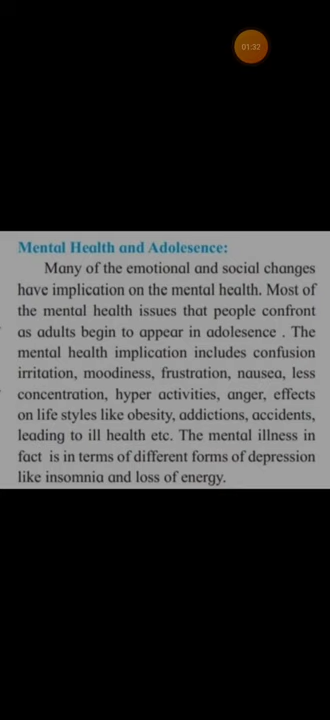 01:32
Mental Health and Adolesence:
Many of the emotional and social changes
have implication on the mental health. Most of
the mental health issues that people confront
as adults begin to appear in adolesence . The
mental health implication includes confusion
irritation, moodiness, frustration, nausea, less
concentration, hyper activities, anger, effects
on life styles like obesity, addictions, accidents,
leading to ill health etc. The mental illness in
fact is in terms of different forms of depression
like insomnia and loss of energy.